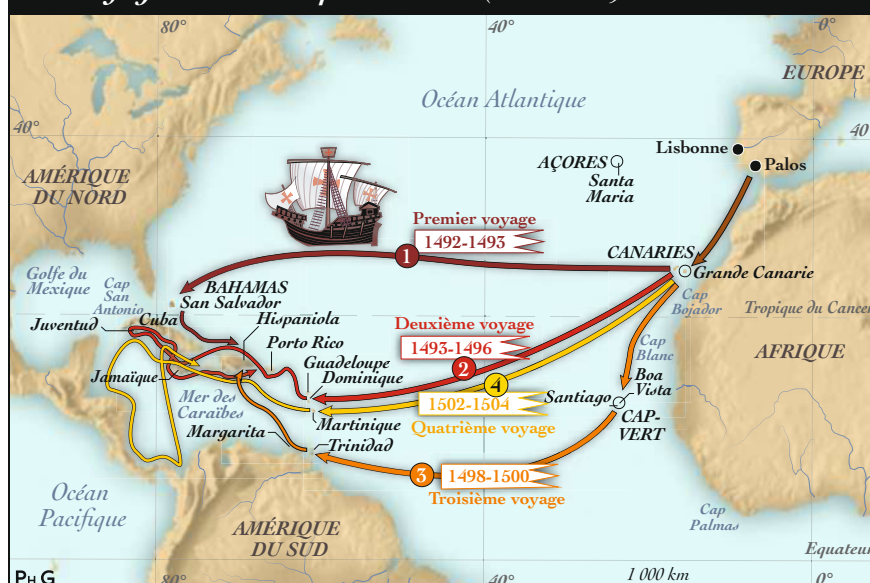 80°
40°
0°
EUROPE
Océan Atlantique
40°
40
Lisbonne
Palos
AÇORES
Santa
Maria
AMÉRIQUE
DU NORD
Premier voyage
1492-1493
1
CANARIES
Grande Canarie
Golfe du
Mexique
Cap
San
Antonio
BAHAMAS
San Salvador
Cap
Bojador
Tropique du Cancer
Juventud
Cuba
Hispaniola
Deuxième voyage
1493-1496
2
Porto Rico
Cap
Blanc
AFRIQUE
Guadeloupe
Dominique
Jamaïque
4
1502-1504
Quatrième voyage
Boa
Vista
Santiago
CAP-
VERT
Mer des
Caraïbes
Martinique
Margarita
Trinidad
3
1498-1500
Troisième voyage
Océan
Pacifique
AMÉRIQUE
DU SUD
Cap
Palmas
Equateur
PH G
80°
40°
1 000 km
0°